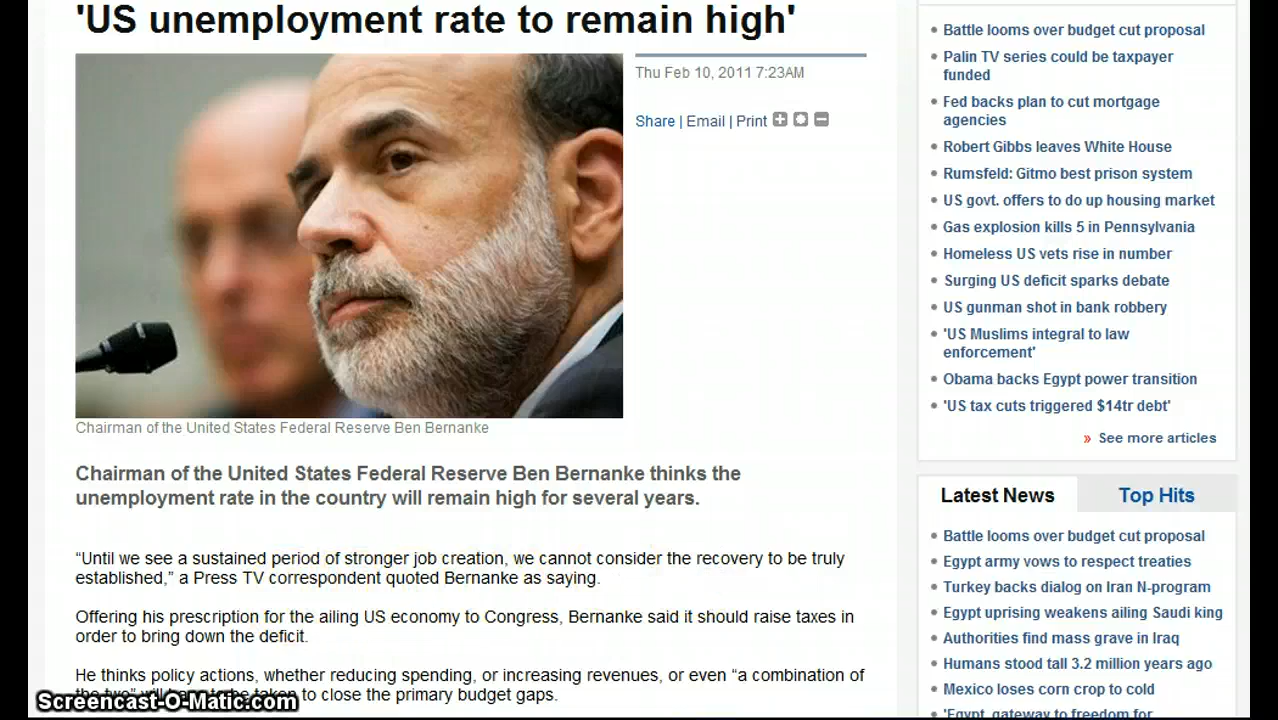 'US unemployment rate to remain high'
Thu Feb 10, 2011 7:23AM
Share | Email | Print
Chairman of the United States Federal Reserve Ben Bernanke
Chairman of the United States Federal Reserve Ben Bernanke thinks the
unemployment rate in the country will remain high for several years.
“Until we see a sustained period of stronger job creation, we cannot consider the recovery to be truly
established,” a Press TV correspondent quoted Bernanke as saying.
Offering his prescription for the ailing US economy to Congress, Bernanke said it should raise taxes in
order to bring down the deficit.
He thinks policy actions, whether reducing spending, or increasing revenues, or even “a combination of
the two” will to be taken to close the primary budget gaps.
Screencast-O-Matic.com
Battle looms over budget cut proposal
Palin TV series could be taxpayer
funded
Fed backs plan to cut mortgage
agencies
Robert Gibbs leaves White House
Rumsfeld: Gitmo best prison system
US govt. offers to do up housing market
Gas explosion kills 5 in Pennsylvania
Homeless US vets rise in number
Surging US deficit sparks debate
US gunman shot in bank robbery
'US Muslims integral to law
enforcement'
Obama backs Egypt power transition
'US tax cuts triggered $14tr debt'
» See more articles
Latest News Top Hits
Battle looms over budget cut proposal
Egypt army vows to respect treaties
Turkey backs dialog on Iran N-program
Egypt uprising weakens ailing Saudi king
Authorities find mass grave in Iraq
Humans stood tall 3.2 million years ago
Mexico loses corn crop to cold
'Egypt, gateway to freedom for